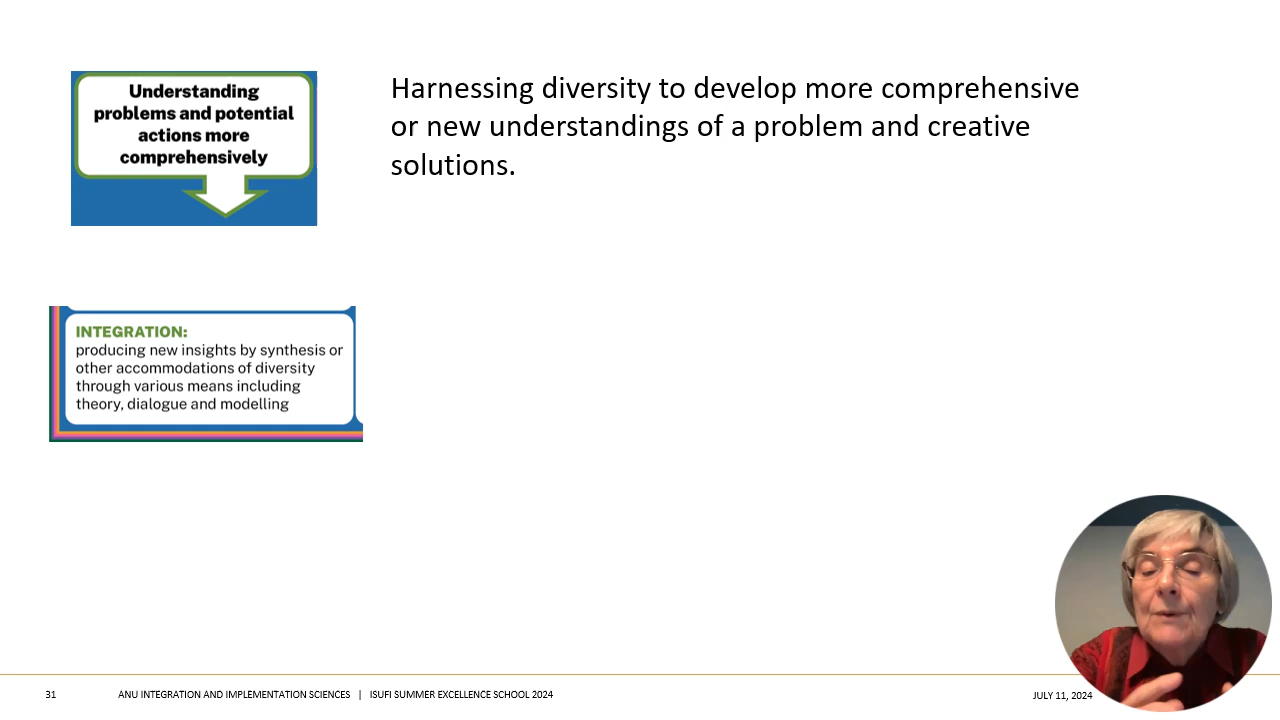 Understanding
problems and potential
actions more
comprehensively
Harnessing diversity to develop more comprehensive
or new understandings of a problem and creative
solutions.
INTEGRATION:
producing new insights by synthesis or
other accommodations of diversity
through various means including
theory, dialogue and modelling
31
ANU INTEGRATION AND IMPLEMENTATION SCIENCES | ISUFI SUMMER EXCELLENCE SCHOOL 2024
JULY 11, 2024